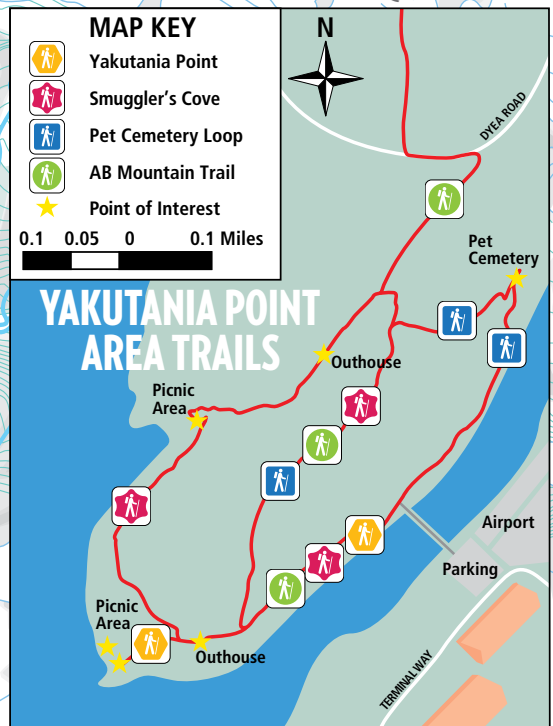 MAP KEY
Yakutania Point
Smuggler's Cove
Pet Cemetery Loop
AB Mountain Trail
Point of Interest
0.1 0.05 0 0.1 Miles
N
DYEA ROAD
Pet
Cemetery
YAKUTANIA POINT
AREA TRAILS
Outhouse
Picnic
Area
Airport
Parking
Picnic
Area
Outhouse
TERMINAL WAY